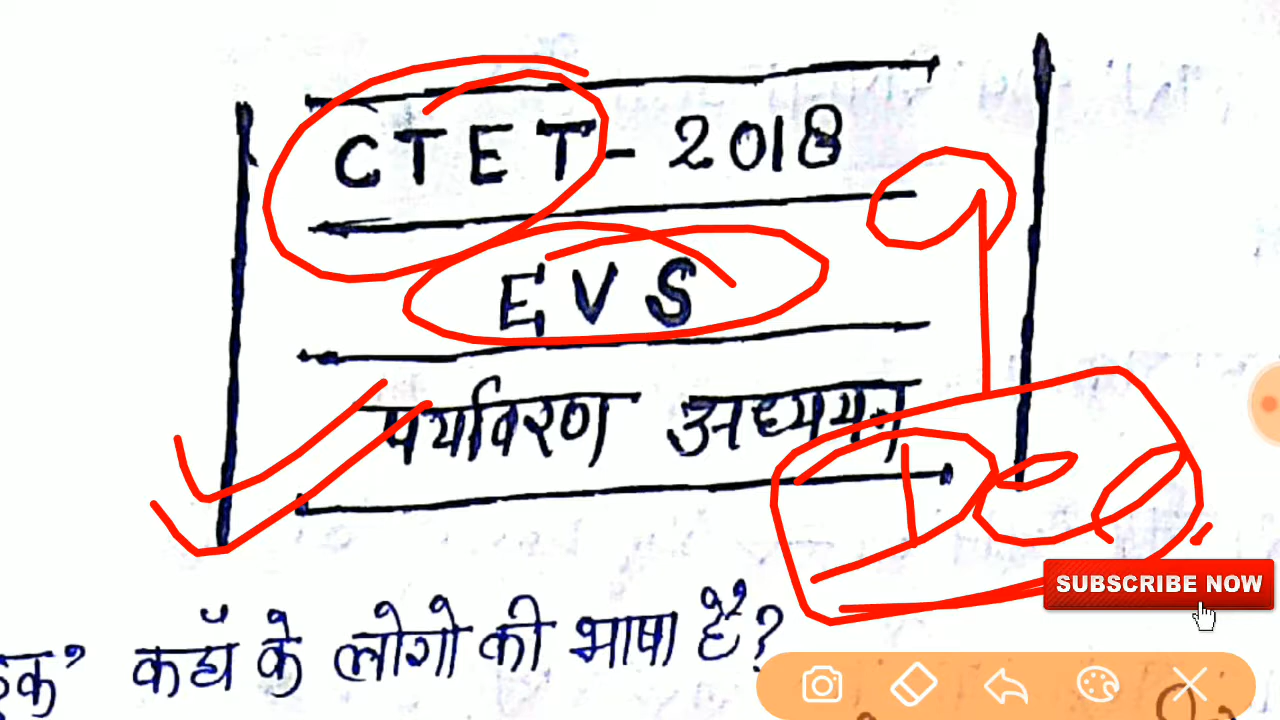 CTET - 2018
EVS
पर्यावरण अध्ययन
SUBSCRIBE NOW
कहाँ के लोगो की भाषा है?